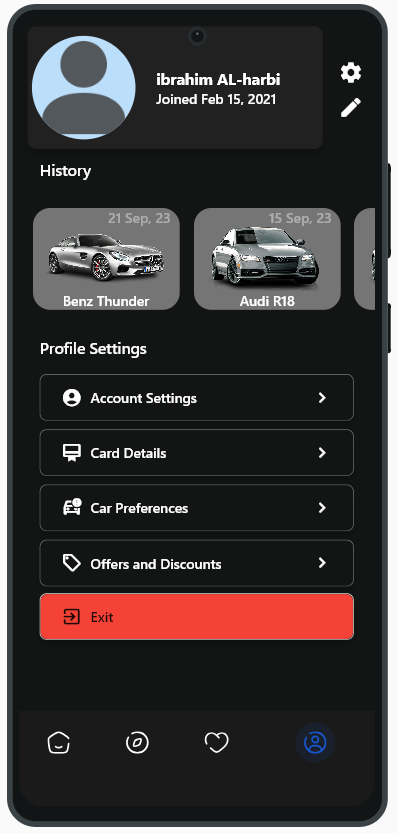 ibrahim AL-harbi
Joined Feb 15, 2021
History
21 Sep, 23
15 Sep, 23
Benz Thunder
Audi R18
Profile Settings
Account Settings
Card Details
Car Preferences
Offers and Discounts
Exit